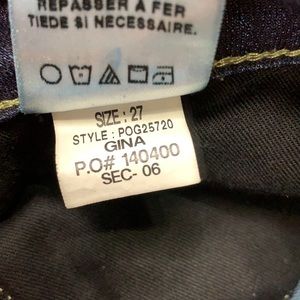 REPASSER A FER
TIEDE SI NECESSAIRE.
SIZE : 27
STYLE : POG25720
GINA
P.O# 140400
SEC- 06